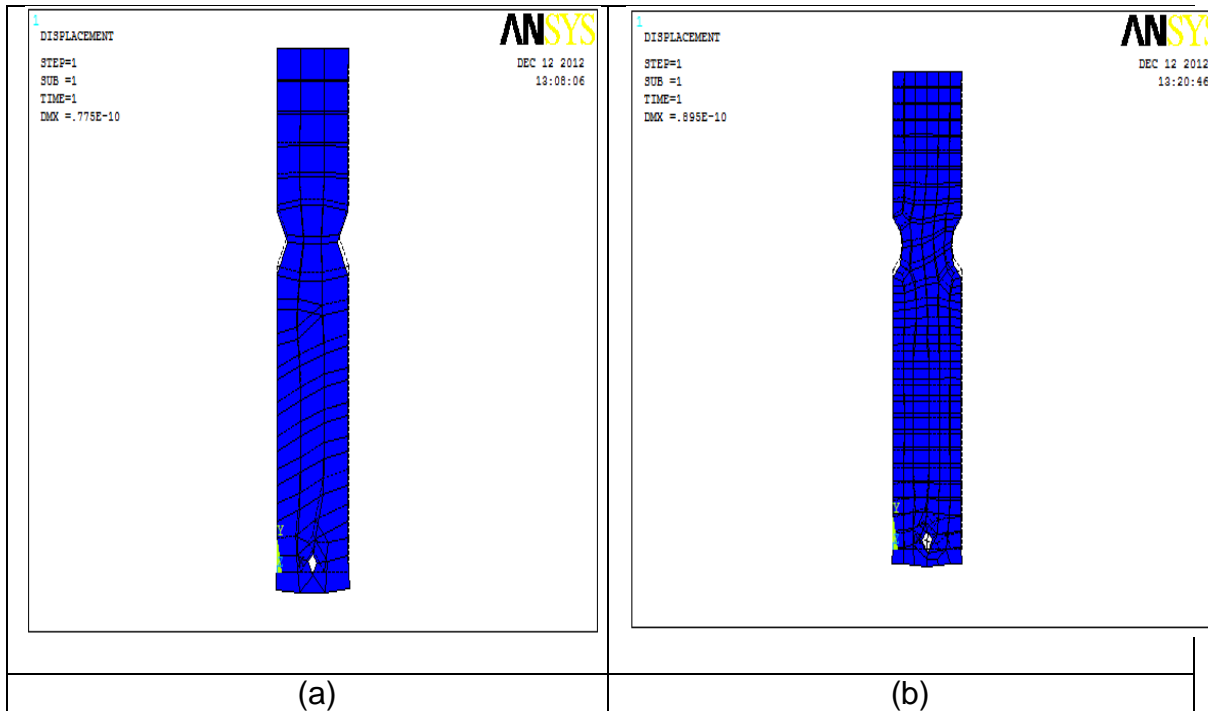 1
ANSYS
DISPLACEMENT
DEC 12 2012
STEP=1
13:08:06
SUB =1
TIME=1
DMX =.775E-10
Y
(a)
1
ANSYS
DISPLACEMENT
DEC 12 2012
STEP=1
13:20:46
SUB =1
TIME=1
DMX =.895E-10
Y
(b)